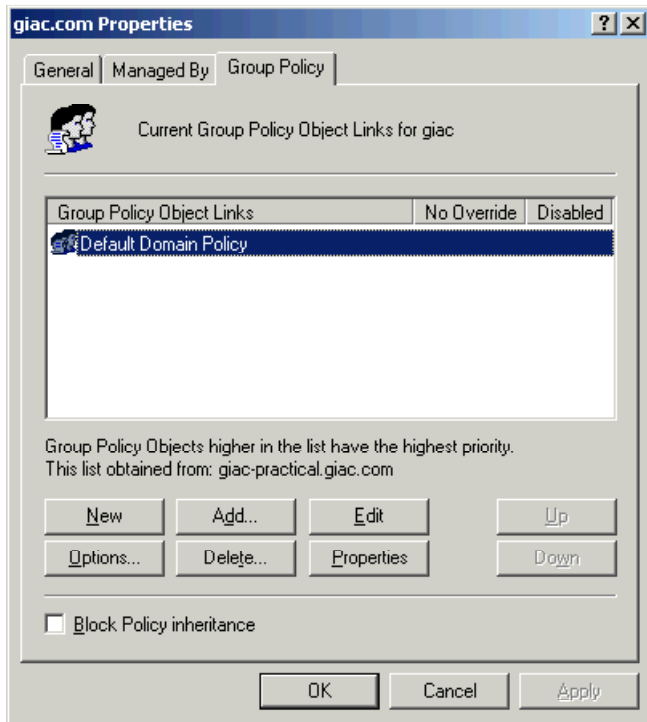 giac.com Properties
General Managed By Group Policy
Current Group Policy Object Links for giac
Group Policy Object Links No Override Disabled
Default Domain Policy
Group Policy Objects higher in the list have the highest priority.
This list obtained from: giac-practical.giac.com
New Add... Edit Up
Options... Delete... Properties Down
Block Policy inheritance
OK Cancel Apply